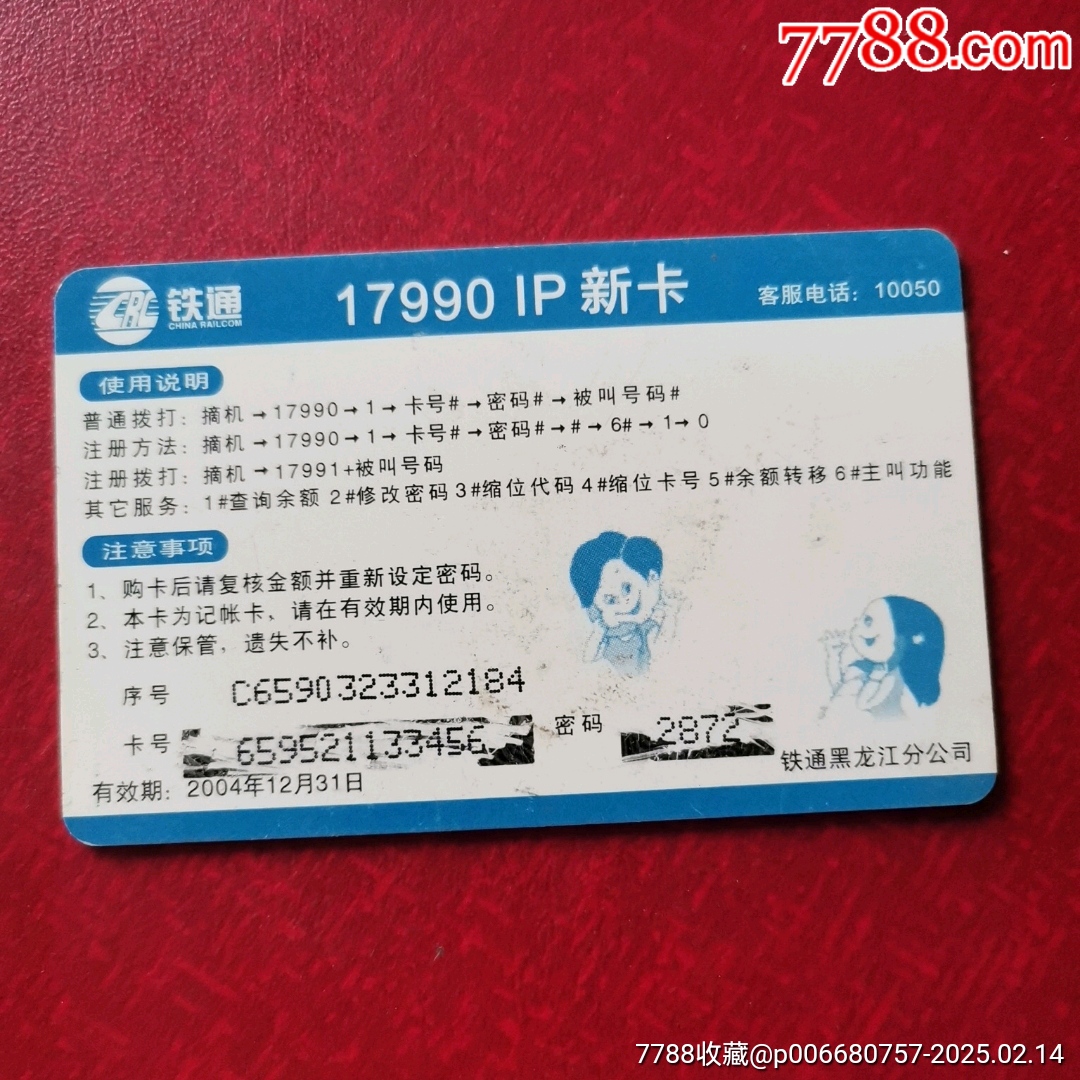 7788.com
CRC 铁通
CHINA RAILCOM
17990 IP 新卡
客服电话：10050
使用说明
普通拨打：摘机→17990→1→卡号#→密码#→被叫号码#
注册方法：摘机→17990→1→卡号#→密码#→#→6#→1→0
注册拨打：摘机→17991+被叫号码
其它服务：1#查询余额 2#修改密码 3#缩位代码 4#缩位卡号 5#余额转移 6#主叫功能
注意事项
1、购卡后请复核金额并重新设定密码。
2、本卡为记帐卡，请在有效期内使用。
3、注意保管，遗失不补。
序号 C6590323312184
卡号 659521133456 密码 2872
铁通黑龙江分公司
有效期：2004年12月31日
7788收藏@p006680757-2025.02.14